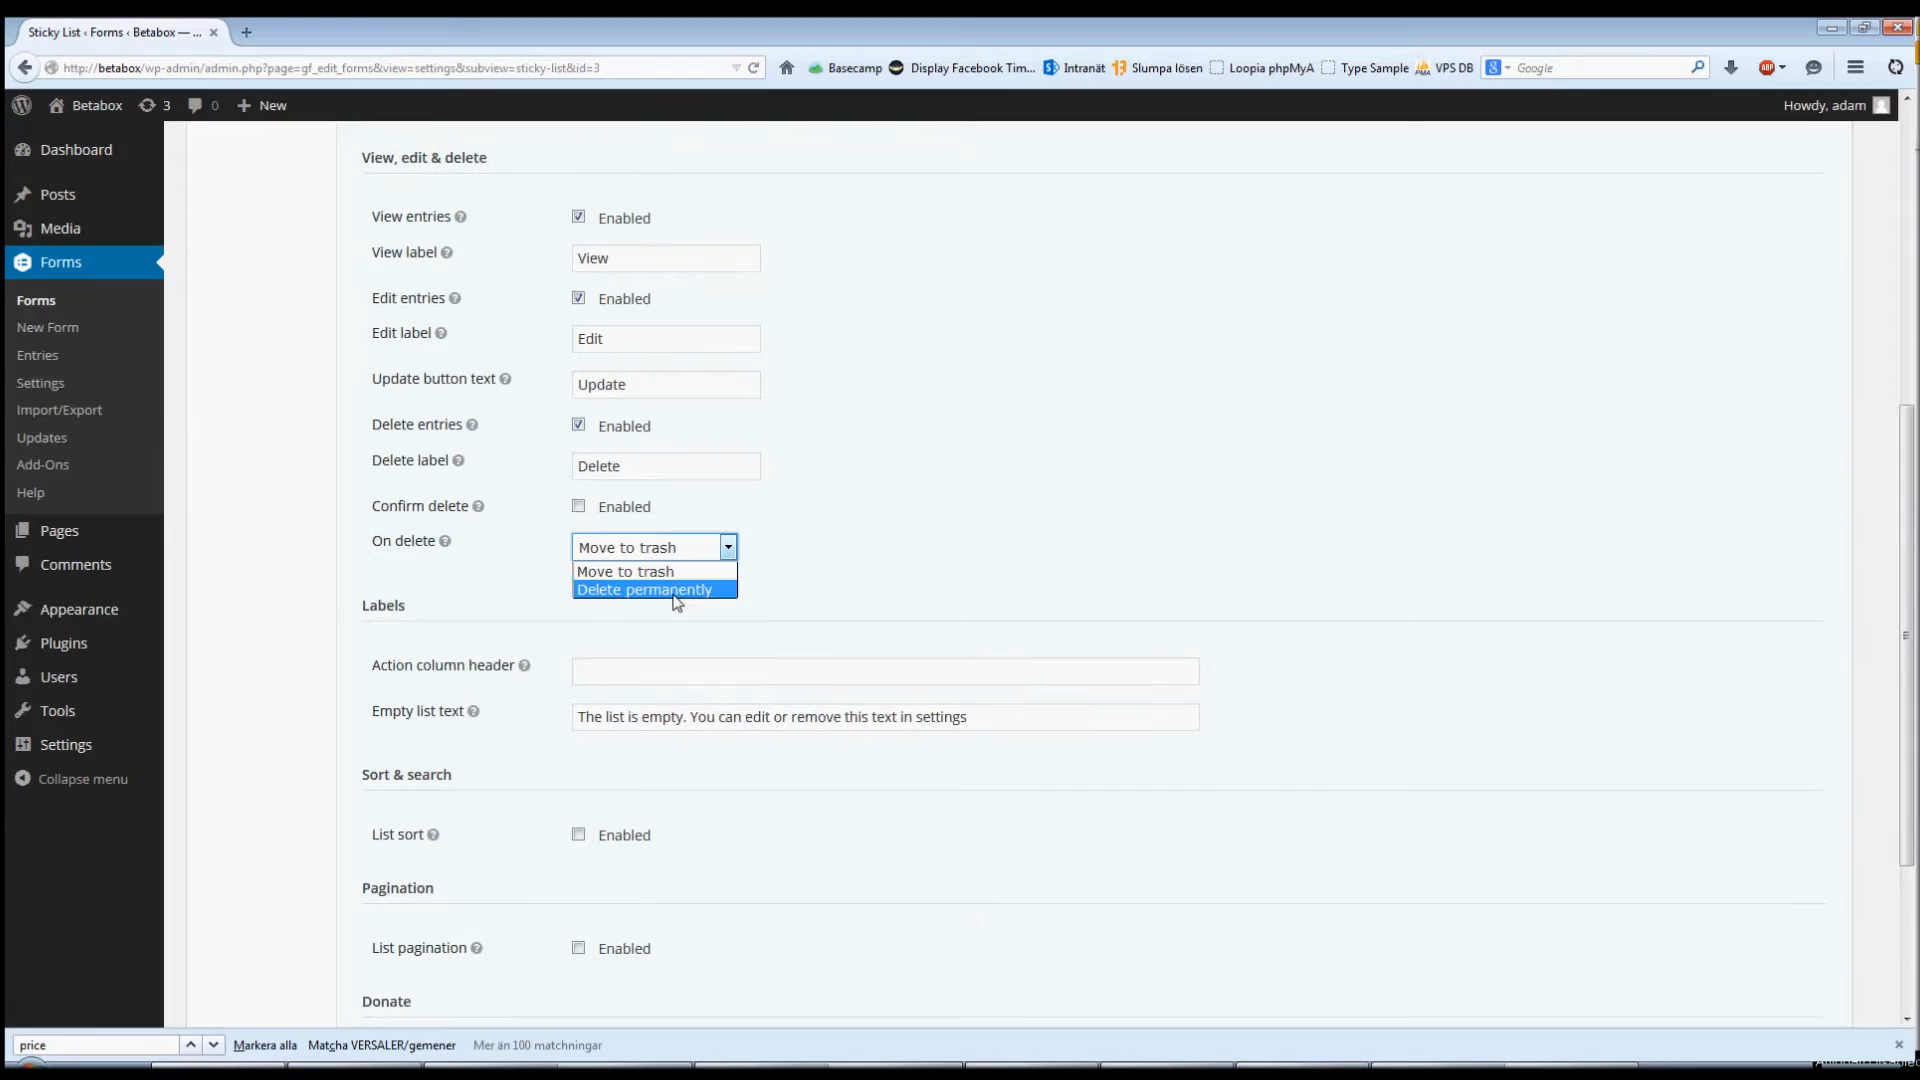 Sticky List ‹ Forms ‹ Betabox — ...
http://betabox/wp-admin/admin.php?page=gf_edit_forms&view=settings&subview=sticky-list&id=3
Basecamp Display Facebook Tim... Intranät Slumpa lösen Loopia phpMyA Type Sample VPS DB Google
Betabox 3 0 New Howdy, adam
Dashboard
Posts
Media
Forms
Forms
New Form
Entries
Settings
Import/Export
Updates
Add-Ons
Help
Pages
Comments
Appearance
Plugins
Users
Tools
Settings
Collapse menu
View, edit & delete
View entries Enabled
View label View
Edit entries Enabled
Edit label Edit
Update button text Update
Delete entries Enabled
Delete label Delete
Confirm delete Enabled
On delete Move to trash
Move to trash
Delete permanently
Labels
Action column header
Empty list text The list is empty. You can edit or remove this text in settings
Sort & search
List sort Enabled
Pagination
List pagination Enabled
Donate
price Markera alla Matcha VERSALER/gemener Mer än 100 matchningar